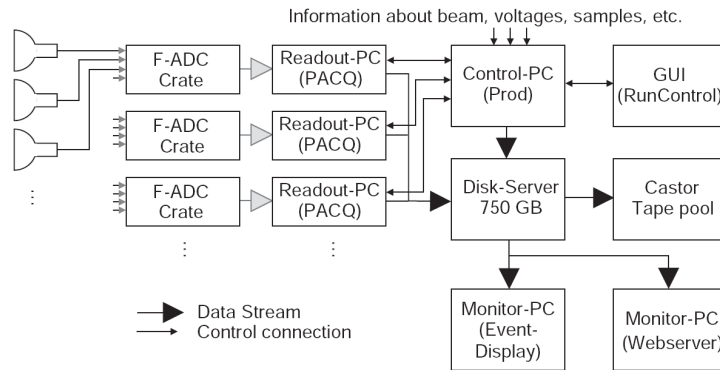 Information about beam, voltages, samples, etc.
F-ADC
Crate
Readout-PC
(PACQ)
Control-PC
(Prod)
GUI
(RunControl)
F-ADC
Crate
Readout-PC
(PACQ)
F-ADC
Crate
Readout-PC
(PACQ)
Disk-Server
750 GB
Castor
Tape pool
Data Stream
Control connection
Monitor-PC
(Event-
Display)
Monitor-PC
(Webserver)